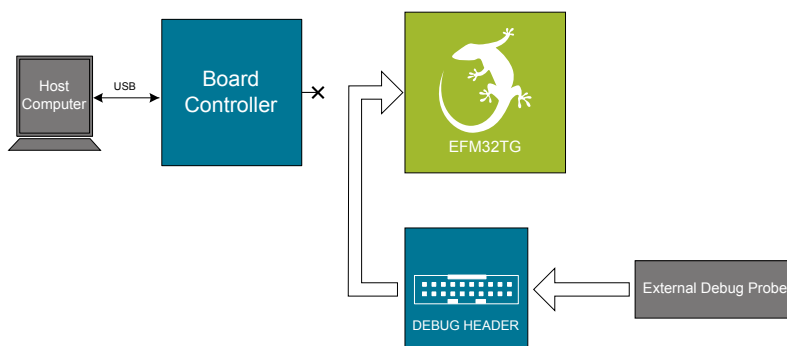 Host
Computer
USB
Board
Controller
EFM32TG
DEBUG HEADER
External Debug Probe